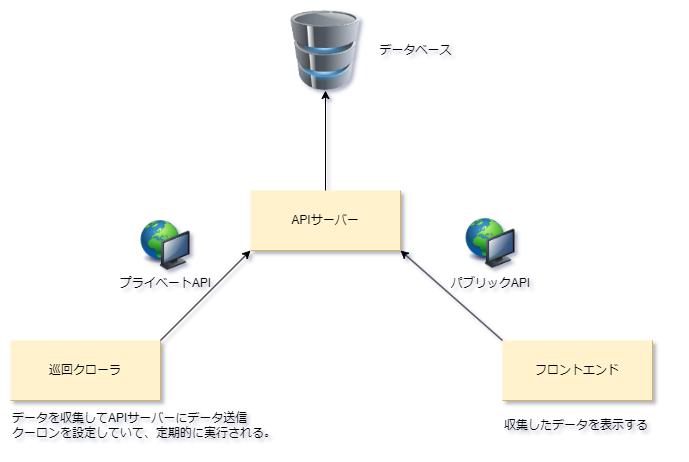 データベース
APIサーバー
プライベートAPI
パブリックAPI
巡回クローラ
フロントエンド
データを収集してAPIサーバーにデータ送信
クーロンを設定していて、定期的に実行される。
収集したデータを表示する